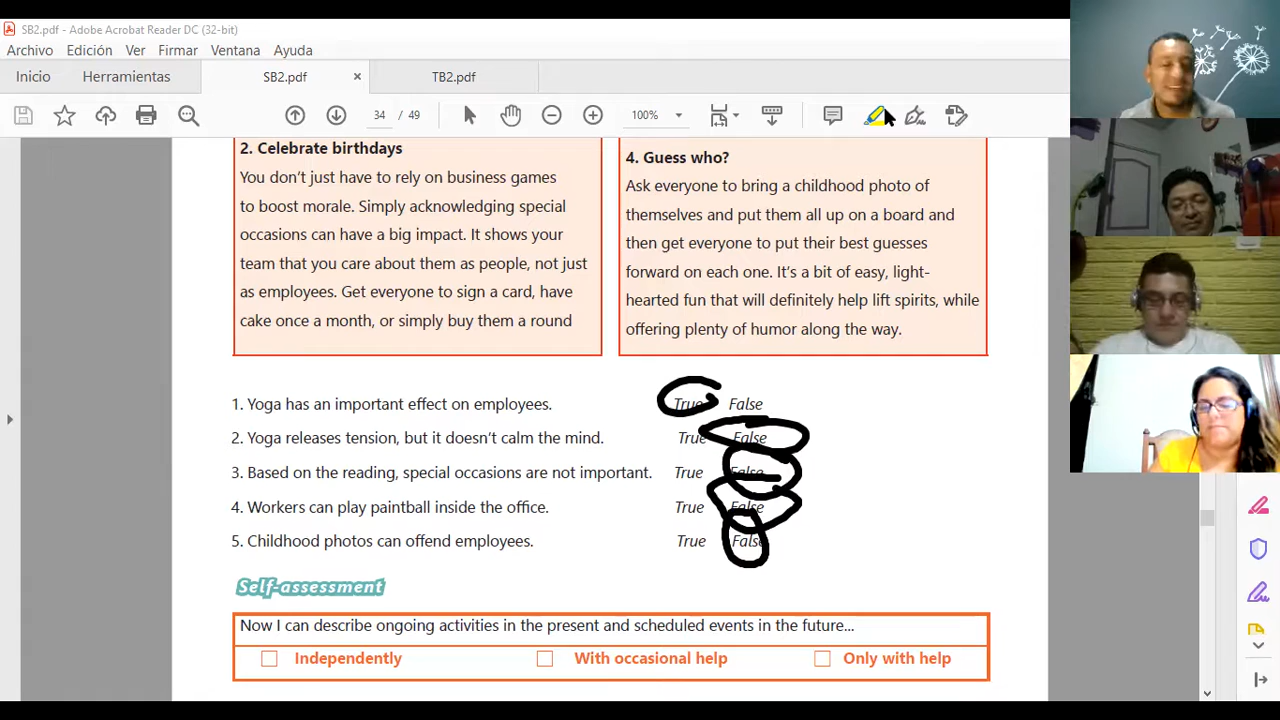 SB2.pdf - Adobe Acrobat Reader DC (32-bit)
Archivo Edición Ver Firmar Ventana Ayuda
Inicio Herramientas SB2.pdf × TB2.pdf
34 / 49 100%
2. Celebrate birthdays
You don't just have to rely on business games
to boost morale. Simply acknowledging special
occasions can have a big impact. It shows your
team that you care about them as people, not just
as employees. Get everyone to sign a card, have
cake once a month, or simply buy them a round
4. Guess who?
Ask everyone to bring a childhood photo of
themselves and put them all up on a board and
then get everyone to put their best guesses
forward on each one. It's a bit of easy, light-
hearted fun that will definitely help lift spirits, while
offering plenty of humor along the way.
1. Yoga has an important effect on employees. True False
2. Yoga releases tension, but it doesn't calm the mind. True False
3. Based on the reading, special occasions are not important. True False
4. Workers can play paintball inside the office. True False
5. Childhood photos can offend employees. True False
Self-assessment
Now I can describe ongoing activities in the present and scheduled events in the future...
Independently With occasional help Only with help